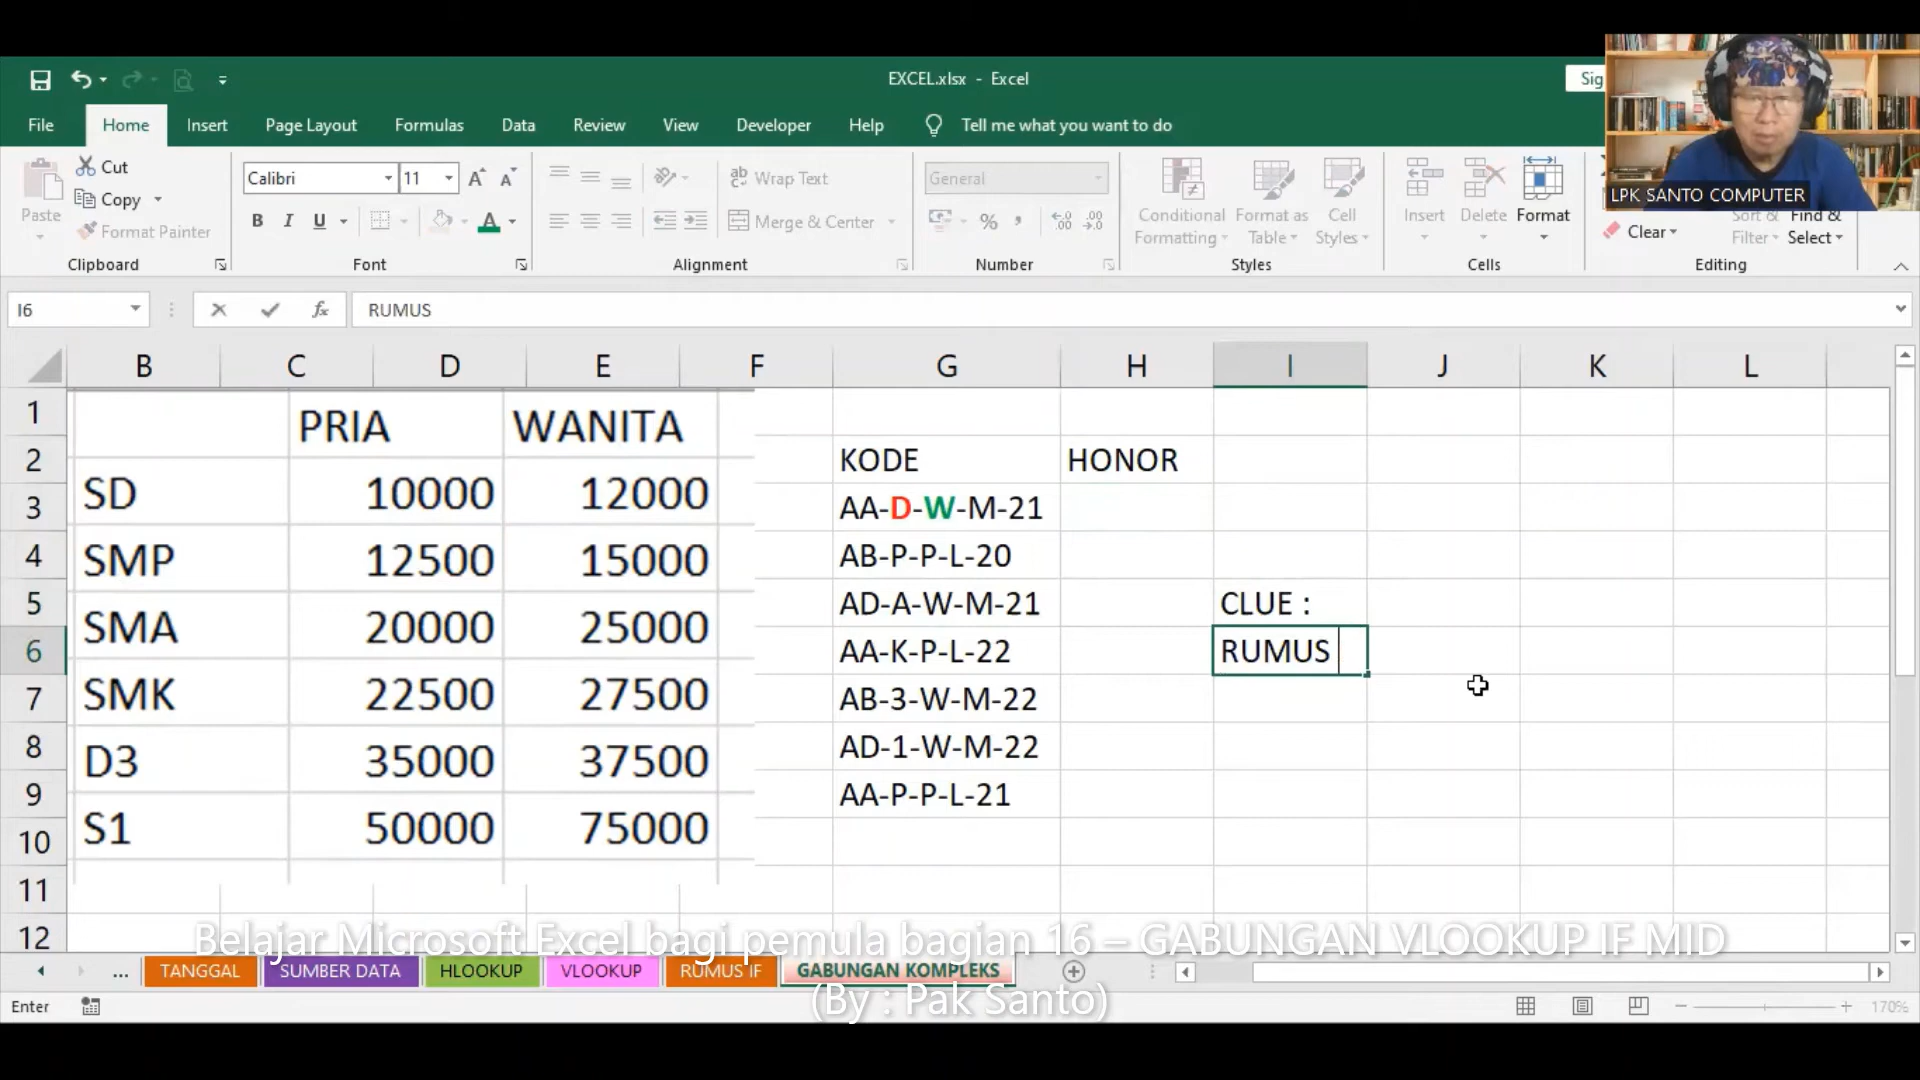 EXCEL.xlsx - Excel
Sig
File Home Insert Page Layout Formulas Data Review View Developer Help Tell me what you want to do
LPK SANTO COMPUTER
Paste
Cut
Copy
Format Painter
Clipboard
Calibri 11
B I U A
Font
Wrap Text
Merge & Center
Alignment
General
%
Number
Conditional Formatting
Format as Table
Cell Styles
Styles
Insert Delete Format
Cells
Clear
Sort & Filter
Find & Select
Editing
I6 fx RUMUS
B C D E F G H I J K L
1
2
3
4
5
6
7
8
9
10
11
12
PRIA WANITA
SD 10000 12000
SMP 12500 15000
SMA 20000 25000
SMK 22500 27500
D3 35000 37500
S1 50000 75000
KODE HONOR
AA-D-W-M-21
AB-P-P-L-20
AD-A-W-M-21
AA-K-P-L-22
AB-3-W-M-22
AD-1-W-M-22
AA-P-P-L-21
CLUE :
RUMUS
Belajar Microsoft Excel bagi pemula bagian 16 – GABUNGAN VLOOKUP IF MID
(By : Pak Santo)
... TANGGAL SUMBER DATA HLOOKUP VLOOKUP RUMUS IF GABUNGAN KOMPLEKS
Enter
170%